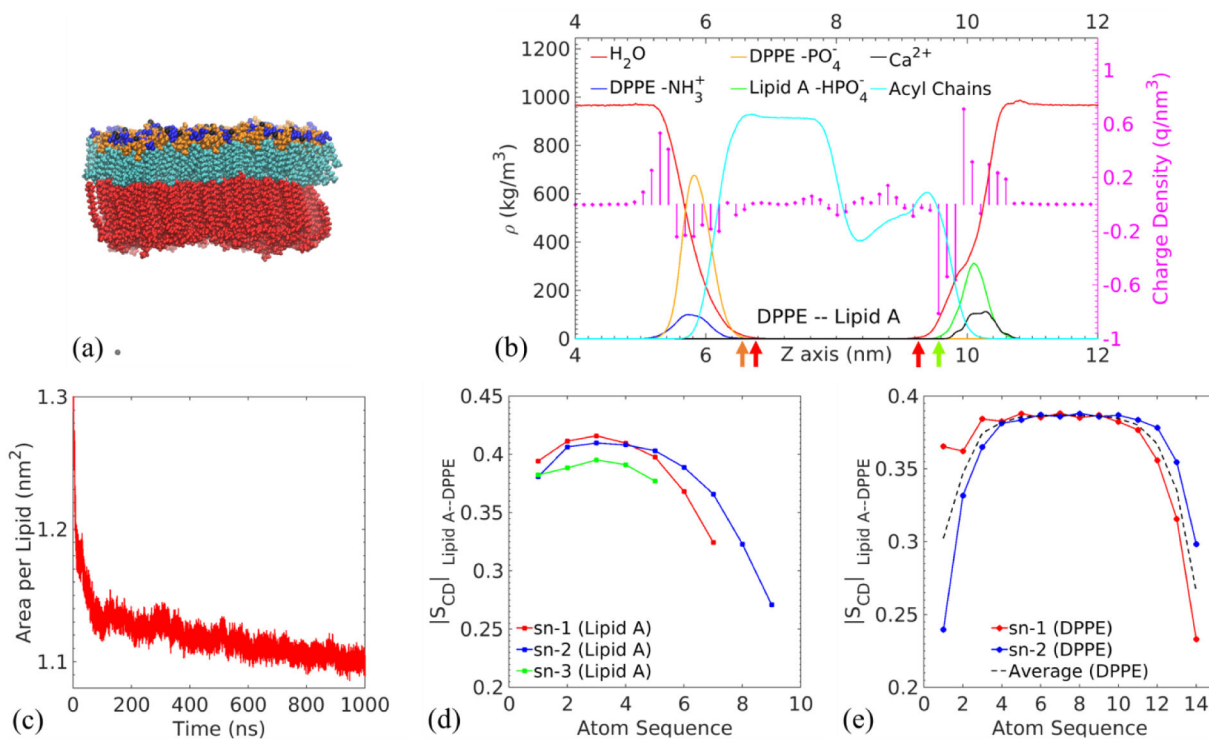 4 6 8 10 12
1200
1000
800
600
400
200
0
ρ (kg/m³)
H₂O
DPPE -PO₄⁻
Ca²⁺
DPPE -NH₃⁺
Lipid A -HPO₄⁻
Acyl Chains
1
0.6
0.2
-0.2
-0.6
-1
Charge Density (q/nm³)
DPPE -- Lipid A
4 6 8 10 12
Z axis (nm)
(a)
(b)
1.3
1.2
1.1
Area per Lipid (nm²)
0 200 400 600 800 1000
Time (ns)
(c)
0.45
0.4
0.35
0.3
0.25
0.2
|S_CD| Lipid A--DPPE
sn-1 (Lipid A)
sn-2 (Lipid A)
sn-3 (Lipid A)
0 2 4 6 8 10
Atom Sequence
(d)
0.4
0.35
0.3
0.25
0.2
|S_CD| Lipid A--DPPE
sn-1 (DPPE)
sn-2 (DPPE)
Average (DPPE)
0 2 4 6 8 10 12 14
Atom Sequence
(e)